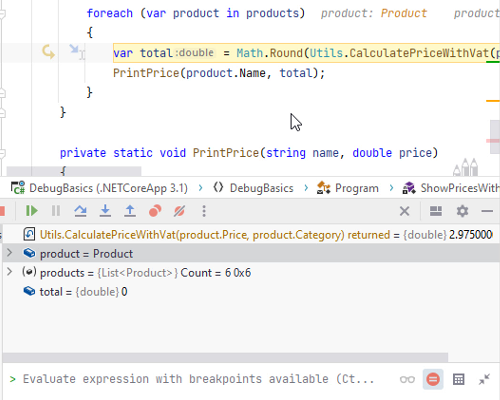 foreach (var product in products) product: Product product
{
var total:double = Math.Round(Utils.CalculatePriceWithVat(p
PrintPrice(product.Name, total);
}
}
private static void PrintPrice(string name, double price)
{
DebugBasics (.NETCoreApp 3.1) › DebugBasics › Program › ShowPricesWith
Utils.CalculatePriceWithVat(product.Price, product.Category) returned = {double} 2.975000
product = Product
products = {List<Product>} Count = 6 0x6
total = {double} 0
> Evaluate expression with breakpoints available (Ct...